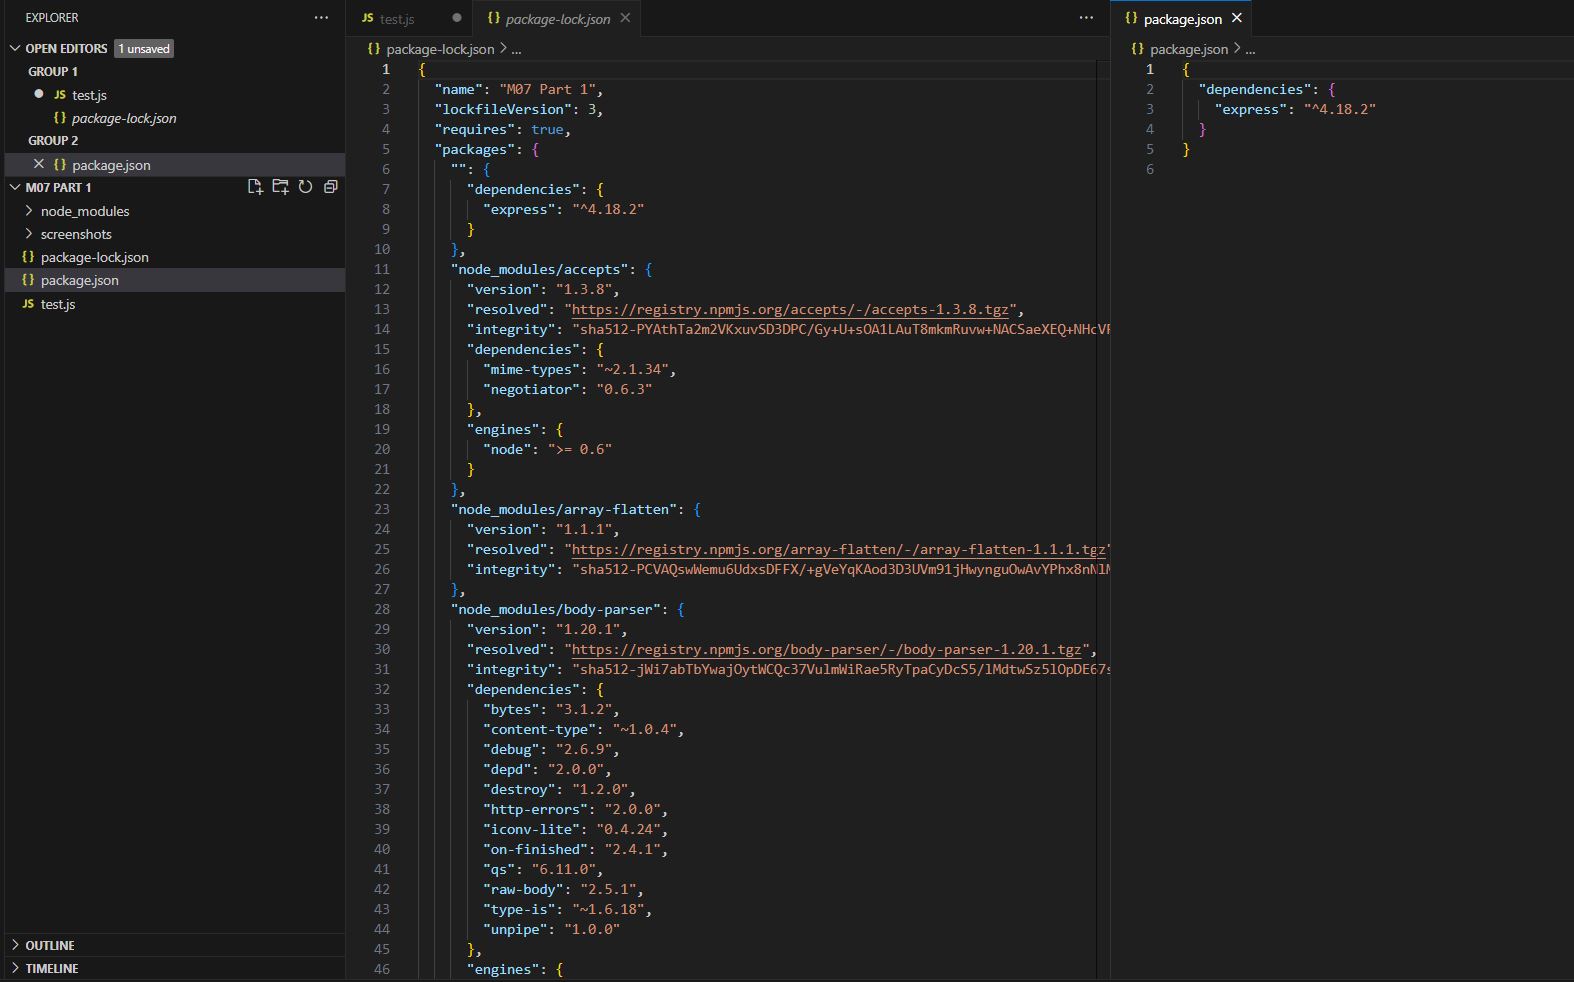 EXPLORER
OPEN EDITORS 1 unsaved
GROUP 1
JS test.js
{} package-lock.json
GROUP 2
{} package.json
M07 PART 1
node_modules
screenshots
{} package-lock.json
{} package.json
JS test.js
OUTLINE
TIMELINE
JS test.js
{} package-lock.json
{} package-lock.json > ...
1 {
2 "name": "M07 Part 1",
3 "lockfileVersion": 3,
4 "requires": true,
5 "packages": {
6 "": {
7 "dependencies": {
8 "express": "^4.18.2"
9 }
10 },
11 "node_modules/accepts": {
12 "version": "1.3.8",
13 "resolved": "https://registry.npmjs.org/accepts/-/accepts-1.3.8.tgz",
14 "integrity": "sha512-PYAthTa2m2VKxuvSD3DPC/Gy+U+sOA1LAuT8mkmRuvw+NACSaeXEQ+NHcVF
15 "dependencies": {
16 "mime-types": "~2.1.34",
17 "negotiator": "0.6.3"
18 },
19 "engines": {
20 "node": ">= 0.6"
21 }
22 },
23 "node_modules/array-flatten": {
24 "version": "1.1.1",
25 "resolved": "https://registry.npmjs.org/array-flatten/-/array-flatten-1.1.1.tgz"
26 "integrity": "sha512-PCVAQswWemu6UdxsDFFX/+gVeYqKAod3D3UVm91jHwynguOwAvYPhx8nNlM
27 },
28 "node_modules/body-parser": {
29 "version": "1.20.1",
30 "resolved": "https://registry.npmjs.org/body-parser/-/body-parser-1.20.1.tgz",
31 "integrity": "sha512-jWi7abTbYwajOytWCQc37VulmWiRae5RyTpaCyDcS5/lMdtwSz5lOpDE67s
32 "dependencies": {
33 "bytes": "3.1.2",
34 "content-type": "~1.0.4",
35 "debug": "2.6.9",
36 "depd": "2.0.0",
37 "destroy": "1.2.0",
38 "http-errors": "2.0.0",
39 "iconv-lite": "0.4.24",
40 "on-finished": "2.4.1",
41 "qs": "6.11.0",
42 "raw-body": "2.5.1",
43 "type-is": "~1.6.18",
44 "unpipe": "1.0.0"
45 },
46 "engines": {
{} package.json
{} package.json > ...
1 {
2 "dependencies": {
3 "express": "^4.18.2"
4 }
5 }
6